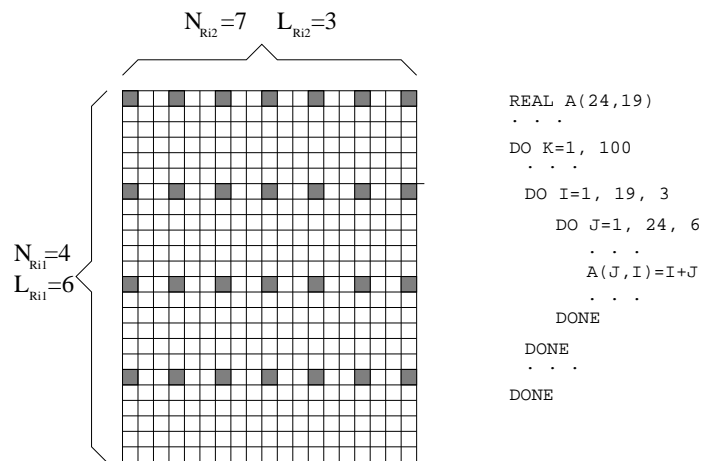 N_Ri2=7 L_Ri2=3
N_Ri1=4
L_Ri1=6
REAL A(24,19)
. . .
DO K=1, 100
. . .
DO I=1, 19, 3
DO J=1, 24, 6
. . .
A(J,I)=I+J
. . .
DONE
DONE
. . .
DONE